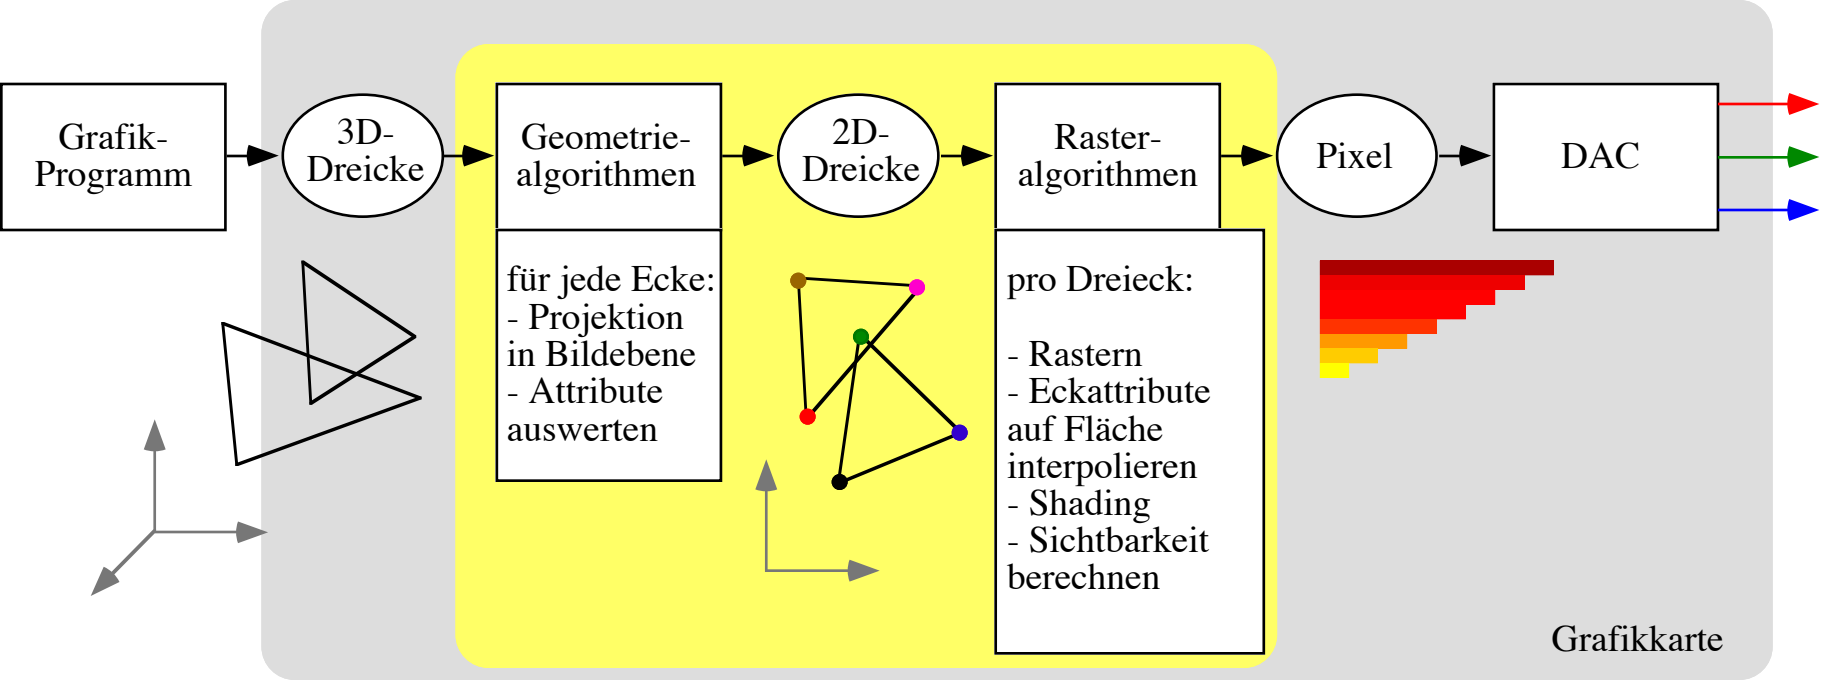 Grafik-
Programm
3D-
Dreicke
Geometrie-
algorithmen
2D-
Dreicke
Raster-
algorithmen
Pixel
DAC
für jede Ecke:
- Projektion
in Bildebene
- Attribute
auswerten
pro Dreieck:
- Rastern
- Eckattribute
auf Fläche
interpolieren
- Shading
- Sichtbarkeit
berechnen
Grafikkarte